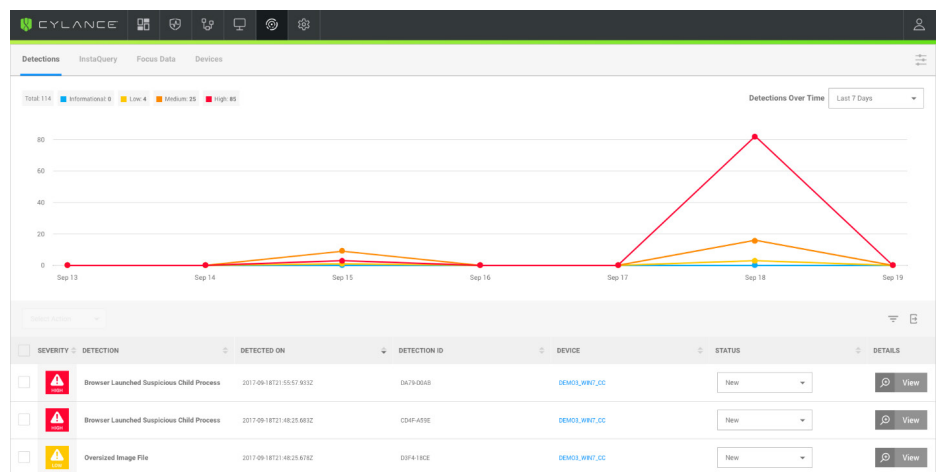 CYLANCE
Detections InstaQuery Focus Data Devices
Total: 114 Informational: 0 Low: 4 Medium: 25 High: 85
Detections Over Time Last 7 Days
80
60
40
20
0
Sep 13 Sep 14 Sep 15 Sep 16 Sep 17 Sep 18 Sep 19
Select Action
SEVERITY DETECTION DETECTED ON DETECTION ID DEVICE STATUS DETAILS
HIGH Browser Launched Suspicious Child Process 2017-09-18T21:55:57.933Z DEMO3_WIN7_CC New View
HIGH Browser Launched Suspicious Child Process 2017-09-18T21:48:25.683Z CD4F-A59E DEMO3_WIN7_CC New View
LOW Oversized Image File 2017-09-18T21:48:25.678Z D3F4-18CE DEMO3_WIN7_CC New View